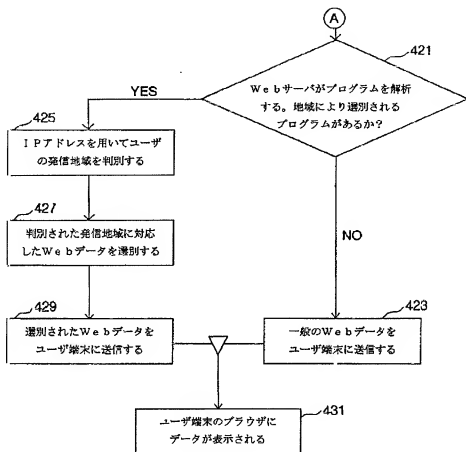 A
421
Ｗｅｂサーバがプログラムを解析
する。地域により選別される
プログラムがあるか？
YES
425
ＩＰアドレスを用いてユーザ
の発信地域を判別する
427
判別された発信地域に対応
したＷｅｂデータを選別する
NO
429
選別されたＷｅｂデータを
ユーザ端末に送信する
423
一般のＷｅｂデータを
ユーザ端末に送信する
431
ユーザ端末のブラウザに
データが表示される